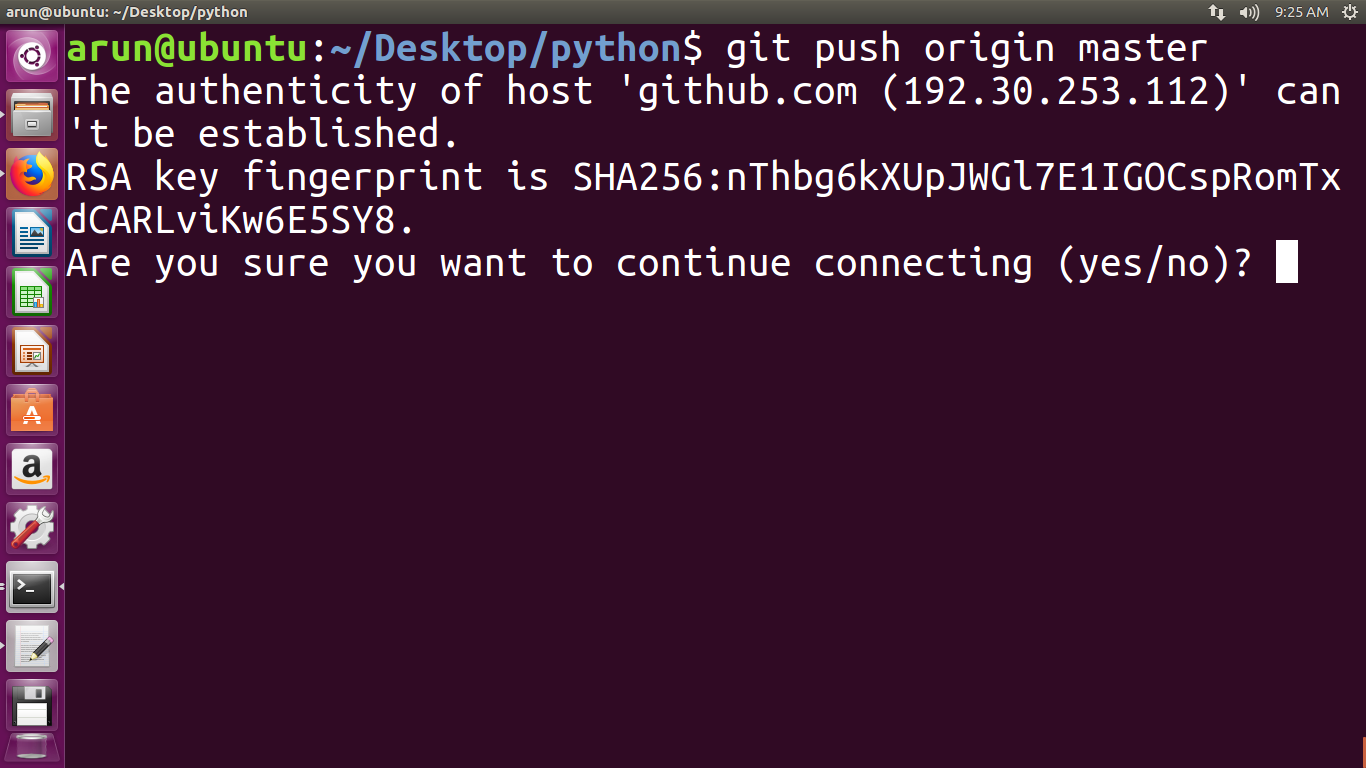 arun@ubuntu: ~/Desktop/python
9:25 AM
arun@ubuntu:~/Desktop/python$ git push origin master
The authenticity of host 'github.com (192.30.253.112)' can
't be established.
RSA key fingerprint is SHA256:nThbg6kXUpJWGl7E1IGOCspRomTx
dCARLviKw6E5SY8.
Are you sure you want to continue connecting (yes/no)?